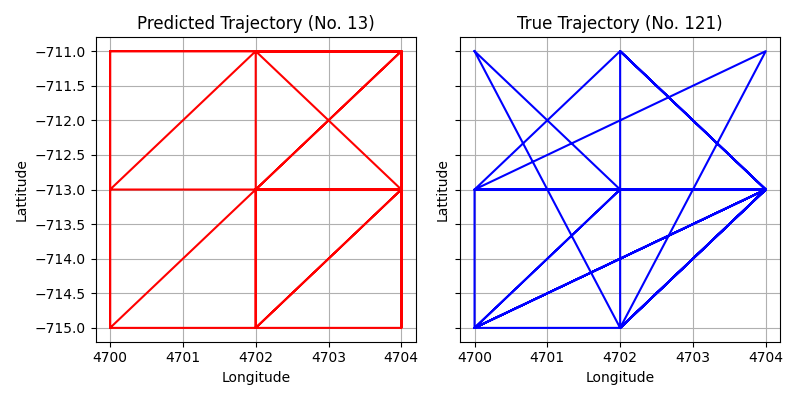 Predicted Trajectory (No. 13)
True Trajectory (No. 121)
−711.0
−711.5
−712.0
−712.5
−713.0
−713.5
−714.0
−714.5
−715.0
Lattitude
Lattitude
4700 4701 4702 4703 4704
4700 4701 4702 4703 4704
Longitude
Longitude